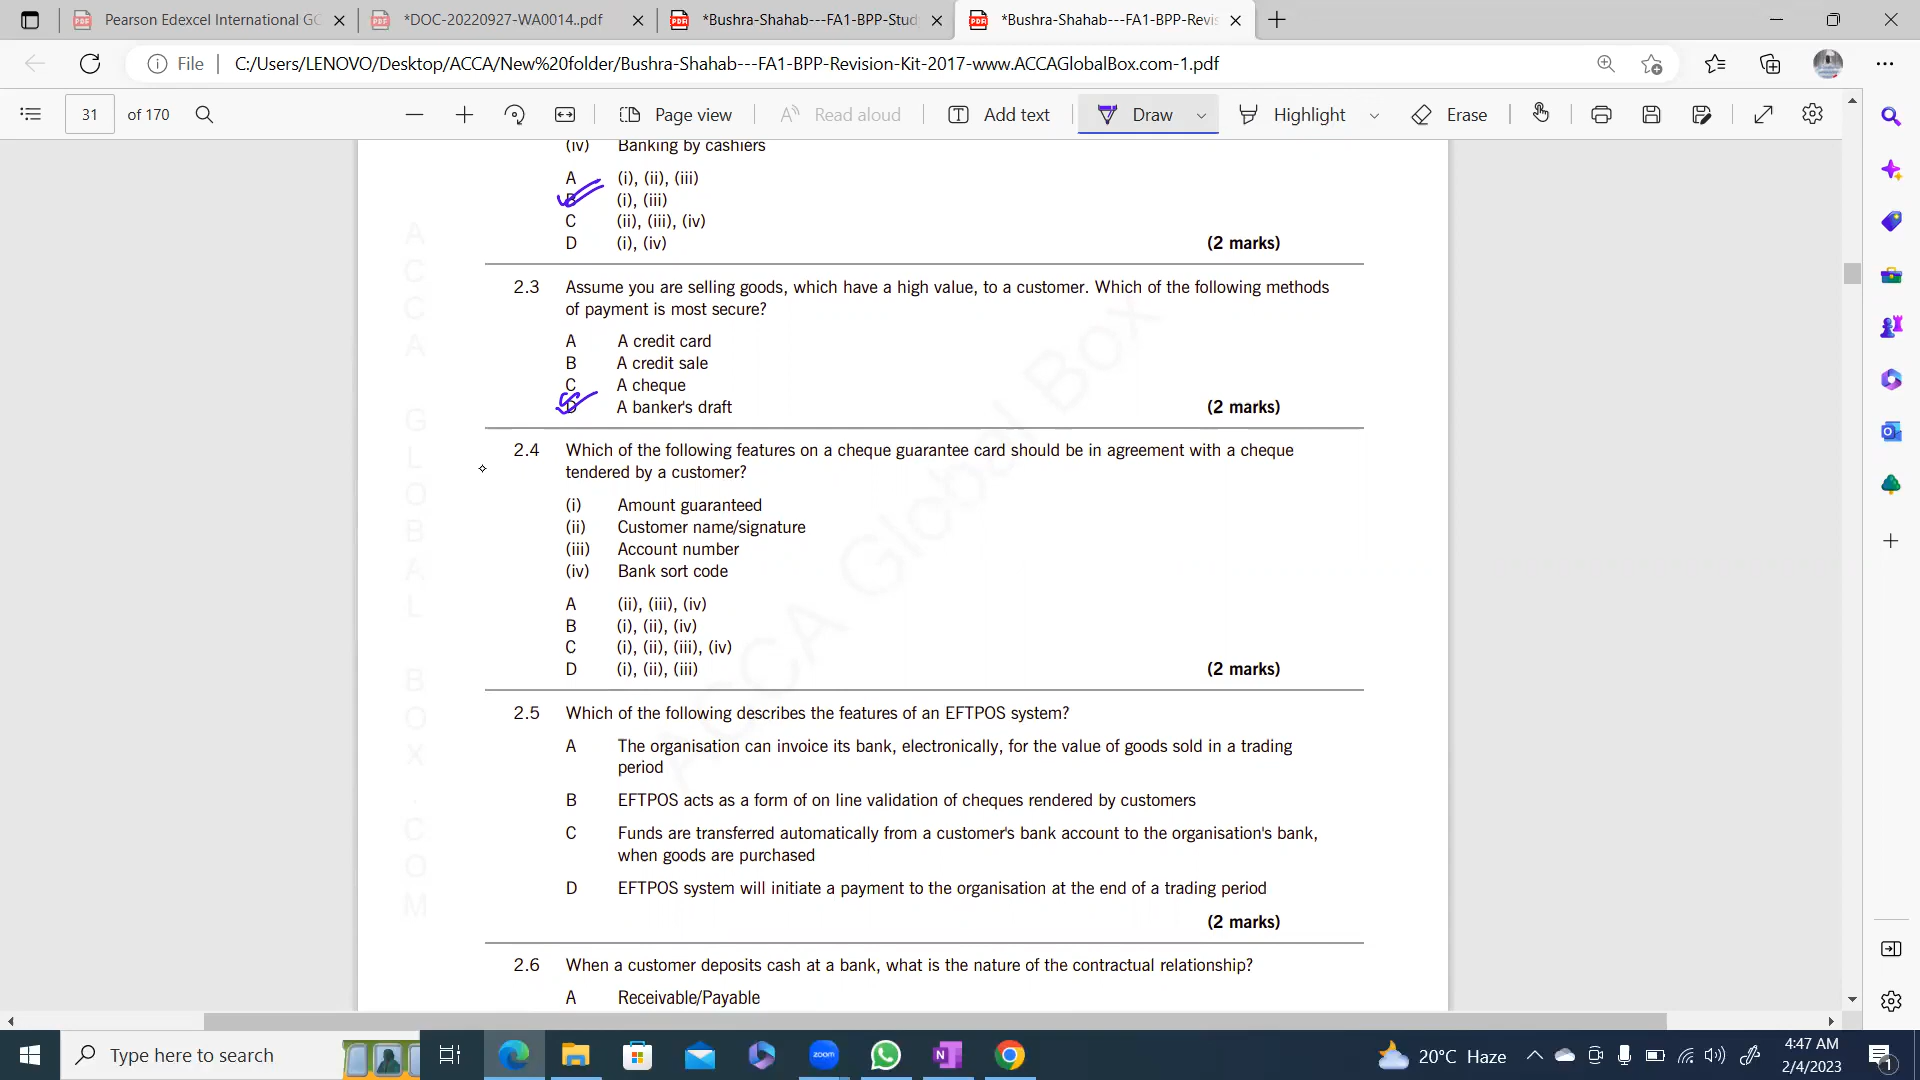 Pearson Edexcel International GC
*DOC-20220927-WA0014..pdf
*Bushra-Shahab---FA1-BPP-Stud
*Bushra-Shahab---FA1-BPP-Revis
File
C:/Users/LENOVO/Desktop/ACCA/New%20folder/Bushra-Shahab---FA1-BPP-Revision-Kit-2017-www.ACCAGlobalBox.com-1.pdf
31 of 170
Page view
Read aloud
Add text
Draw
Highlight
Erase
(iv) Banking by cashiers
A (i), (ii), (iii)
B (i), (iii)
C (ii), (iii), (iv)
D (i), (iv) (2 marks)
2.3 Assume you are selling goods, which have a high value, to a customer. Which of the following methods
of payment is most secure?
A A credit card
B A credit sale
C A cheque
D A banker's draft (2 marks)
2.4 Which of the following features on a cheque guarantee card should be in agreement with a cheque
tendered by a customer?
(i) Amount guaranteed
(ii) Customer name/signature
(iii) Account number
(iv) Bank sort code
A (ii), (iii), (iv)
B (i), (ii), (iv)
C (i), (ii), (iii), (iv)
D (i), (ii), (iii) (2 marks)
2.5 Which of the following describes the features of an EFTPOS system?
A The organisation can invoice its bank, electronically, for the value of goods sold in a trading
period
B EFTPOS acts as a form of on line validation of cheques rendered by customers
C Funds are transferred automatically from a customer's bank account to the organisation's bank,
when goods are purchased
D EFTPOS system will initiate a payment to the organisation at the end of a trading period
(2 marks)
2.6 When a customer deposits cash at a bank, what is the nature of the contractual relationship?
A Receivable/Payable
ACCA GLOBAL BOX.COM
ACCA Global Box
Type here to search
zoom
20°C Haze
4:47 AM
2/4/2023
1